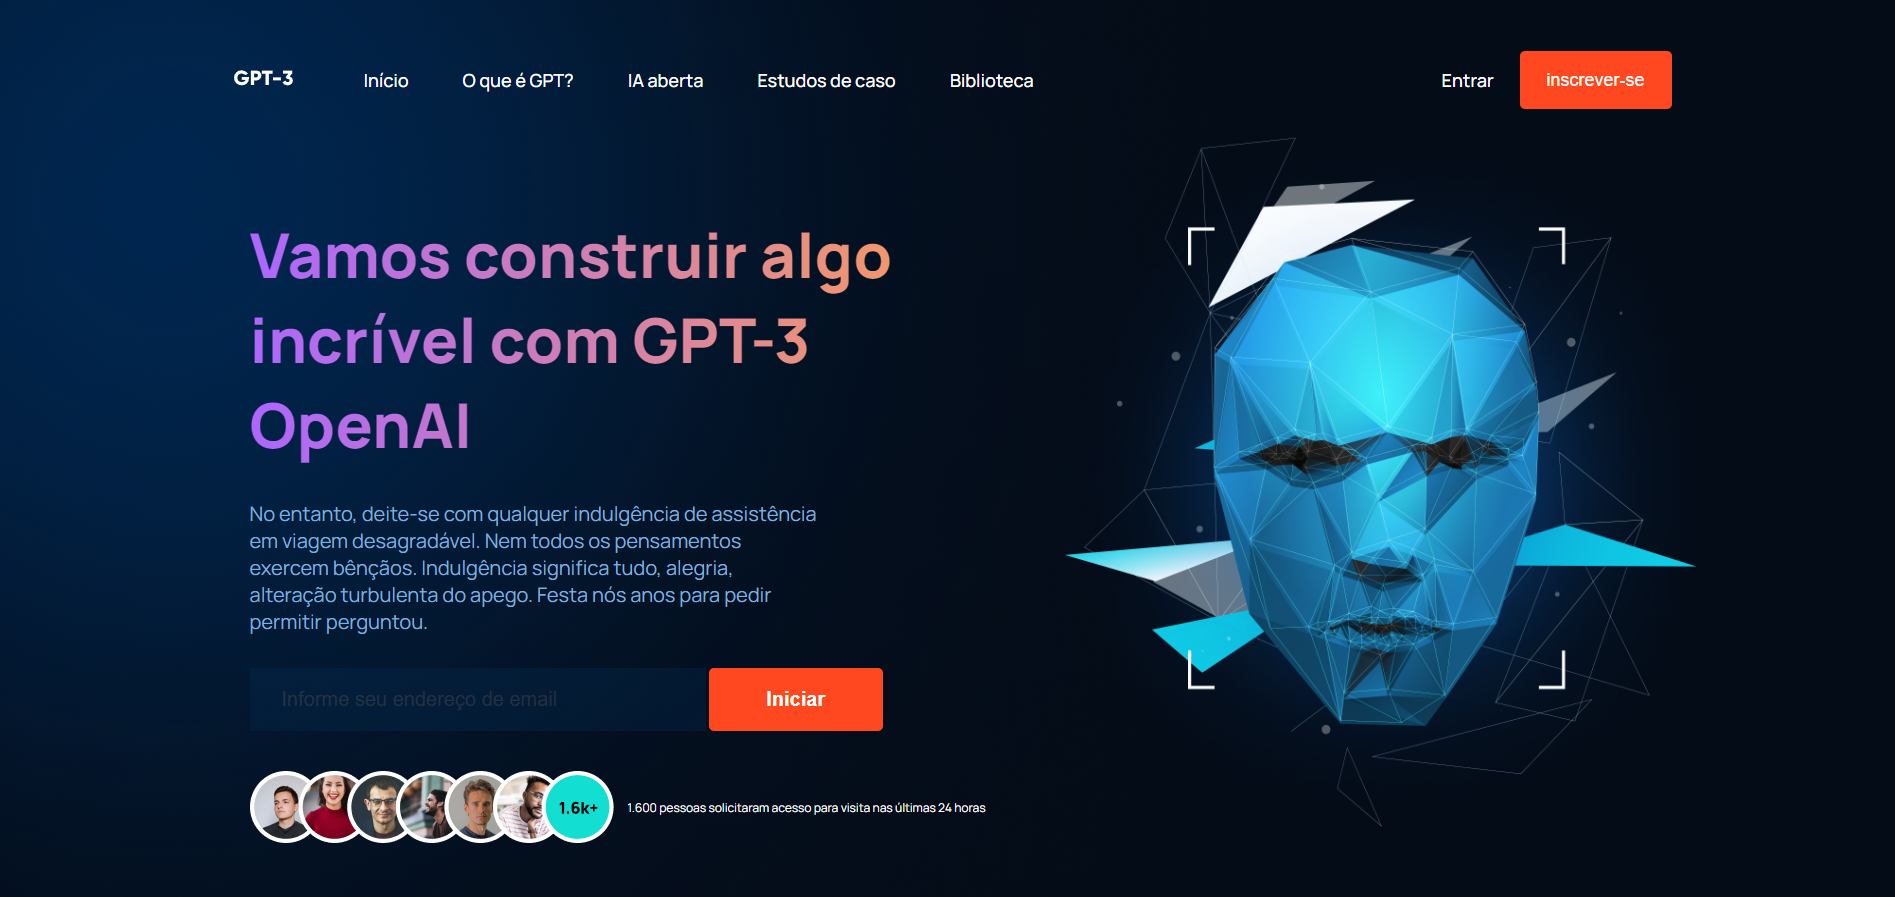 GPT-3
Início
O que é GPT?
IA aberta
Estudos de caso
Biblioteca
Entrar
inscrever-se
Vamos construir algo
incrível com GPT-3
OpenAI
No entanto, deite-se com qualquer indulgência de assistência
em viagem desagradável. Nem todos os pensamentos
exercem bênçãos. Indulgência significa tudo, alegria,
alteração turbulenta do apego. Festa nós anos para pedir
permitir perguntou.
Informe seu endereço de email
Iniciar
1.6k+
1.600 pessoas solicitaram acesso para visita nas últimas 24 horas